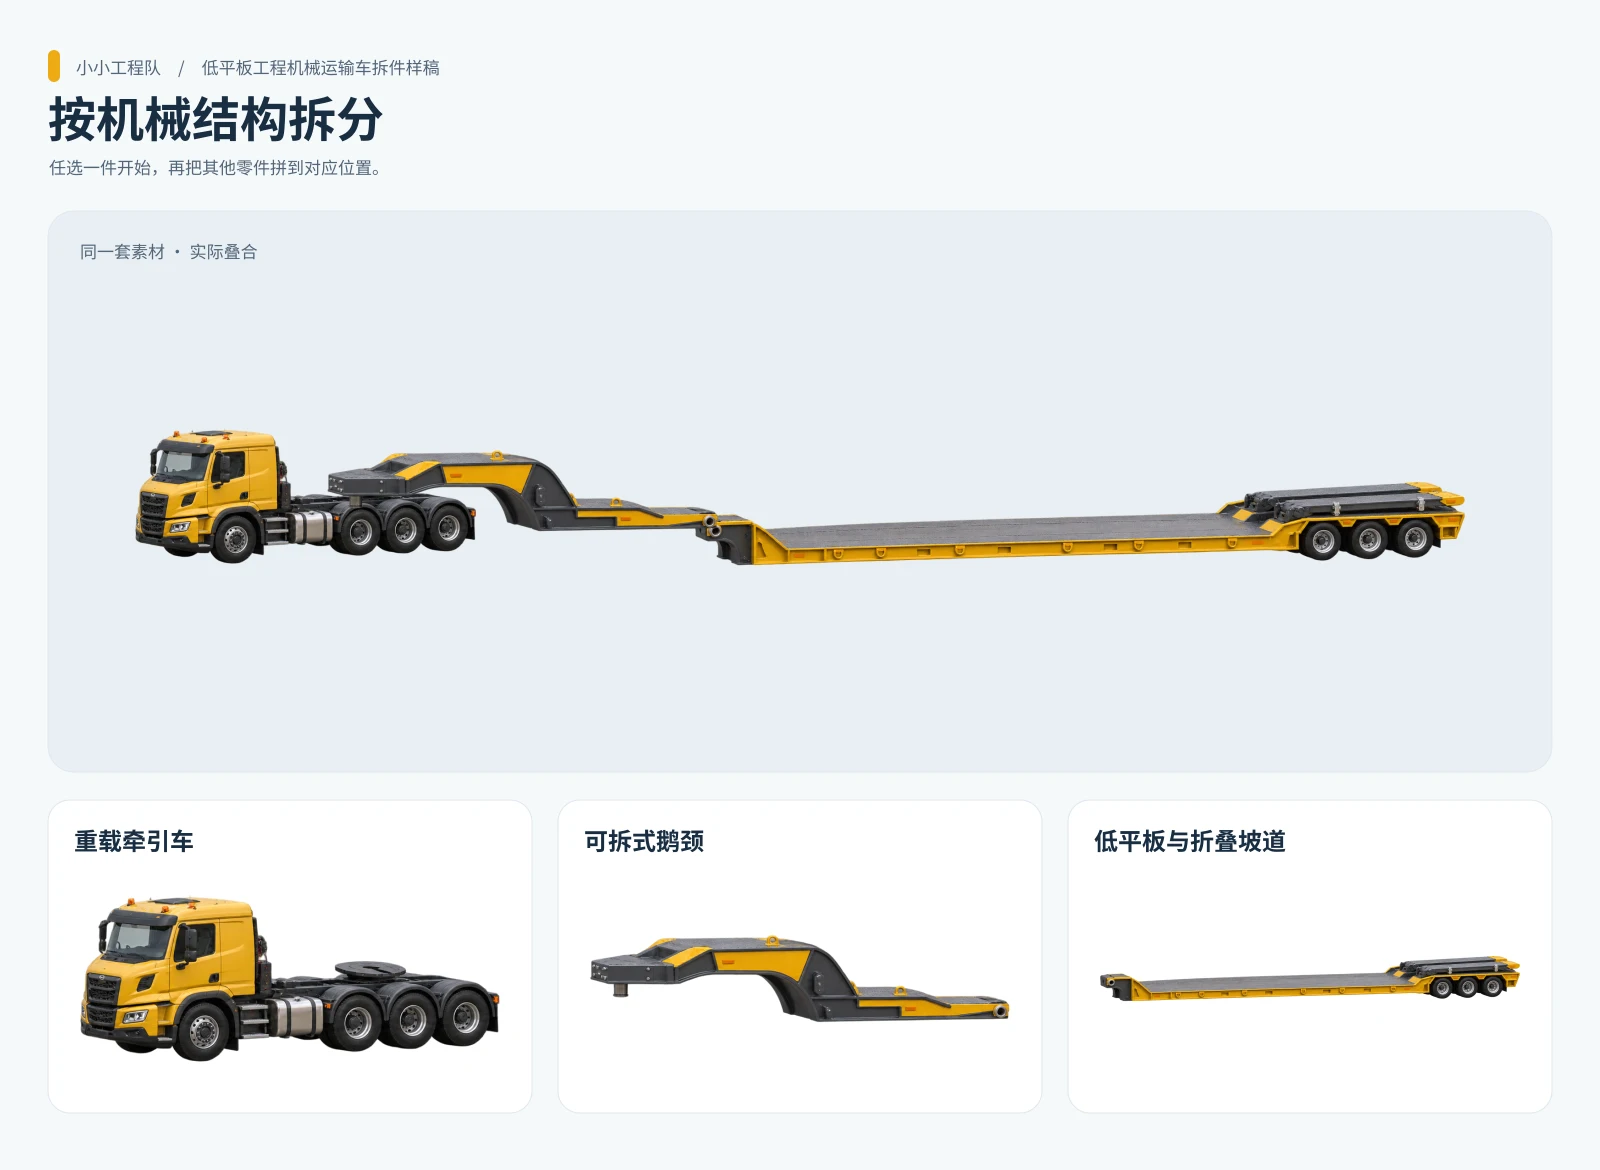 小小工程队 / 低平板工程机械运输车拆件样稿
按机械结构拆分
任选一件开始，再把其他零件拼到对应位置。
同一套素材 · 实际叠合
重载牵引车
可拆式鹅颈
低平板与折叠坡道